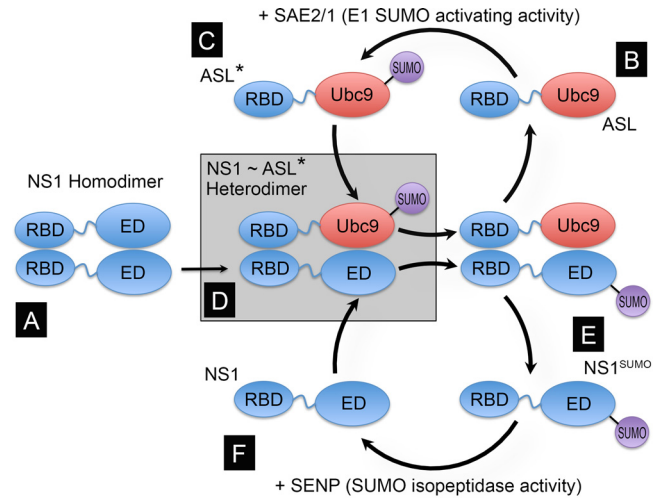 + SAE2/1 (E1 SUMO activating activity)
C
B
ASL*
SUMO
RBD
Ubc9
RBD
Ubc9
ASL
NS1 ~ ASL*
Heterodimer
NS1 Homodimer
SUMO
RBD
ED
RBD
Ubc9
RBD
Ubc9
RBD
ED
RBD
ED
RBD
ED
SUMO
A
D
E
NS1
NS1SUMO
RBD
ED
RBD
ED
SUMO
F
+ SENP (SUMO isopeptidase activity)